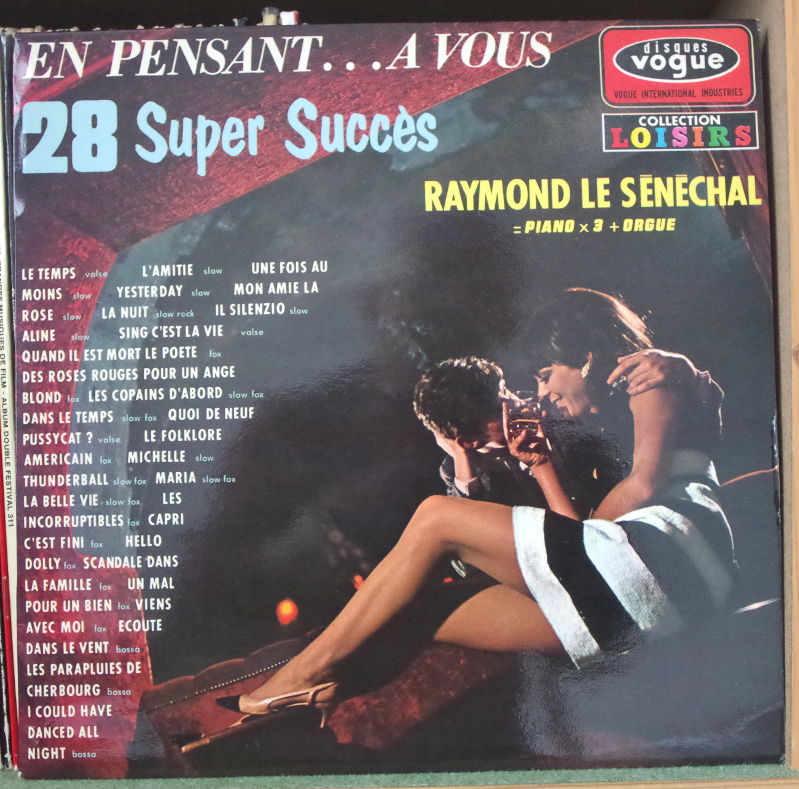 EN PENSANT...A VOUS
disques
vogue
VOGUE INTERNATIONAL INDUSTRIES
28 Super Succès
COLLECTION
LOISIRS
RAYMOND LE SÉNÉCHAL
= PIANO x 3 + ORGUE
LE TEMPS valse L'AMITIE slow UNE FOIS AU
MOINS slow YESTERDAY slow MON AMIE LA
ROSE slow LA NUIT slow rock IL SILENZIO slow
ALINE slow SING C'EST LA VIE valse
QUAND IL EST MORT LE POETE fox
DES ROSES ROUGES POUR UN ANGE
BLOND fox LES COPAINS D'ABORD slow fox
DANS LE TEMPS slow fox QUOI DE NEUF
PUSSYCAT ? valse LE FOLKLORE
AMERICAIN fox MICHELLE slow
THUNDERBALL slow fox MARIA slow fox
LA BELLE VIE slow fox LES
INCORRUPTIBLES fox CAPRI
C'EST FINI fox HELLO
DOLLY fox SCANDALE DANS
LA FAMILLE fox UN MAL
POUR UN BIEN fox VIENS
AVEC MOI fox ECOUTE
DANS LE VENT bossa
LES PARAPLUIES DE
CHERBOURG bossa
I COULD HAVE
DANCED ALL
NIGHT bossa
MUSIQUES DE FILM - ALBUM DOUBLE FESTIVAL 311